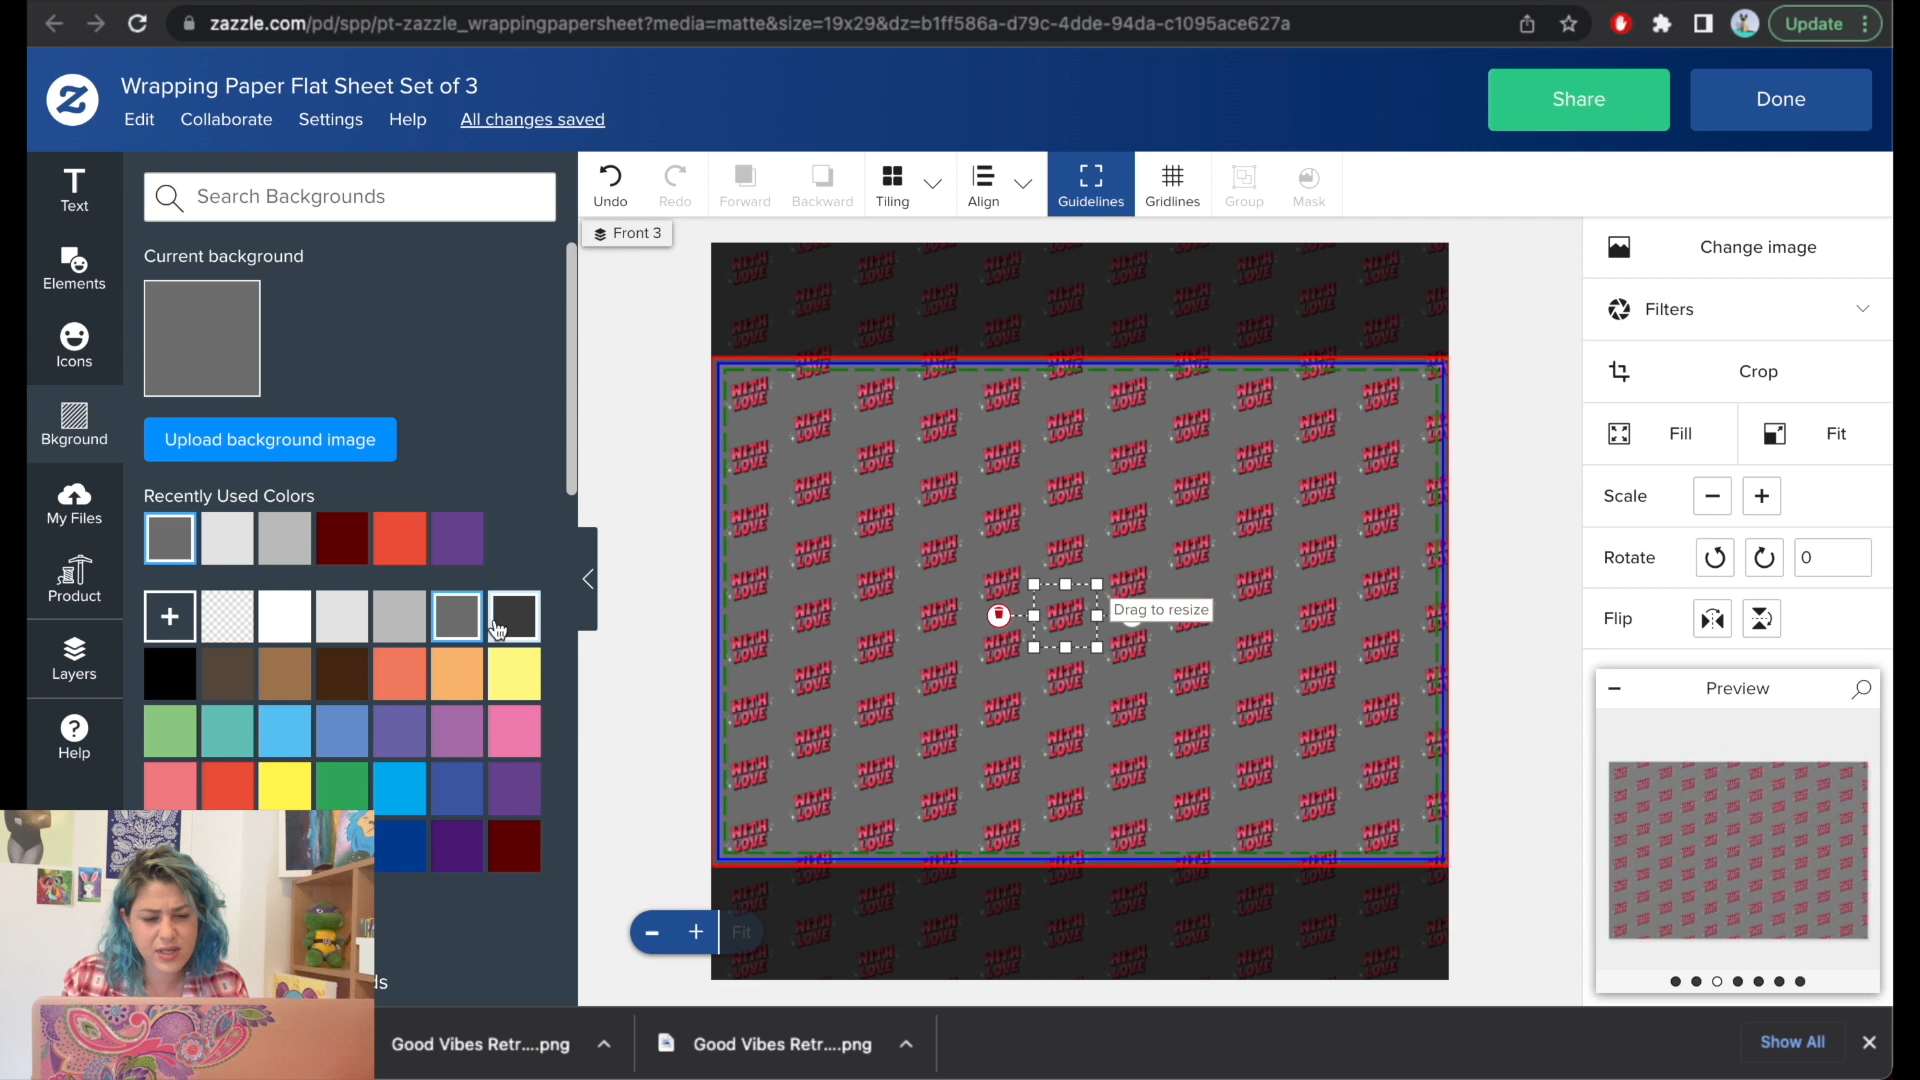 zazzle.com/pd/spp/pt-zazzle_wrappingpapersheet?media=matte&size=19x29&dz=b1ff586a-d79c-4dde-94da-c1095ace627a
Update
Z
Wrapping Paper Flat Sheet Set of 3
Edit
Collaborate
Settings
Help
All changes saved
Share
Done
Text
Elements
Icons
Bkground
My Files
Product
Layers
Help
Search Backgrounds
Current background
Upload background image
Recently Used Colors
Undo
Redo
Forward
Backward
Tiling
Align
Guidelines
Gridlines
Group
Mask
Front 3
WITH
LOVE
Drag to resize
Fit
Change image
Filters
Crop
Fill
Fit
Scale
Rotate
0
Flip
Preview
Good Vibes Retr....png
Good Vibes Retr....png
Show All